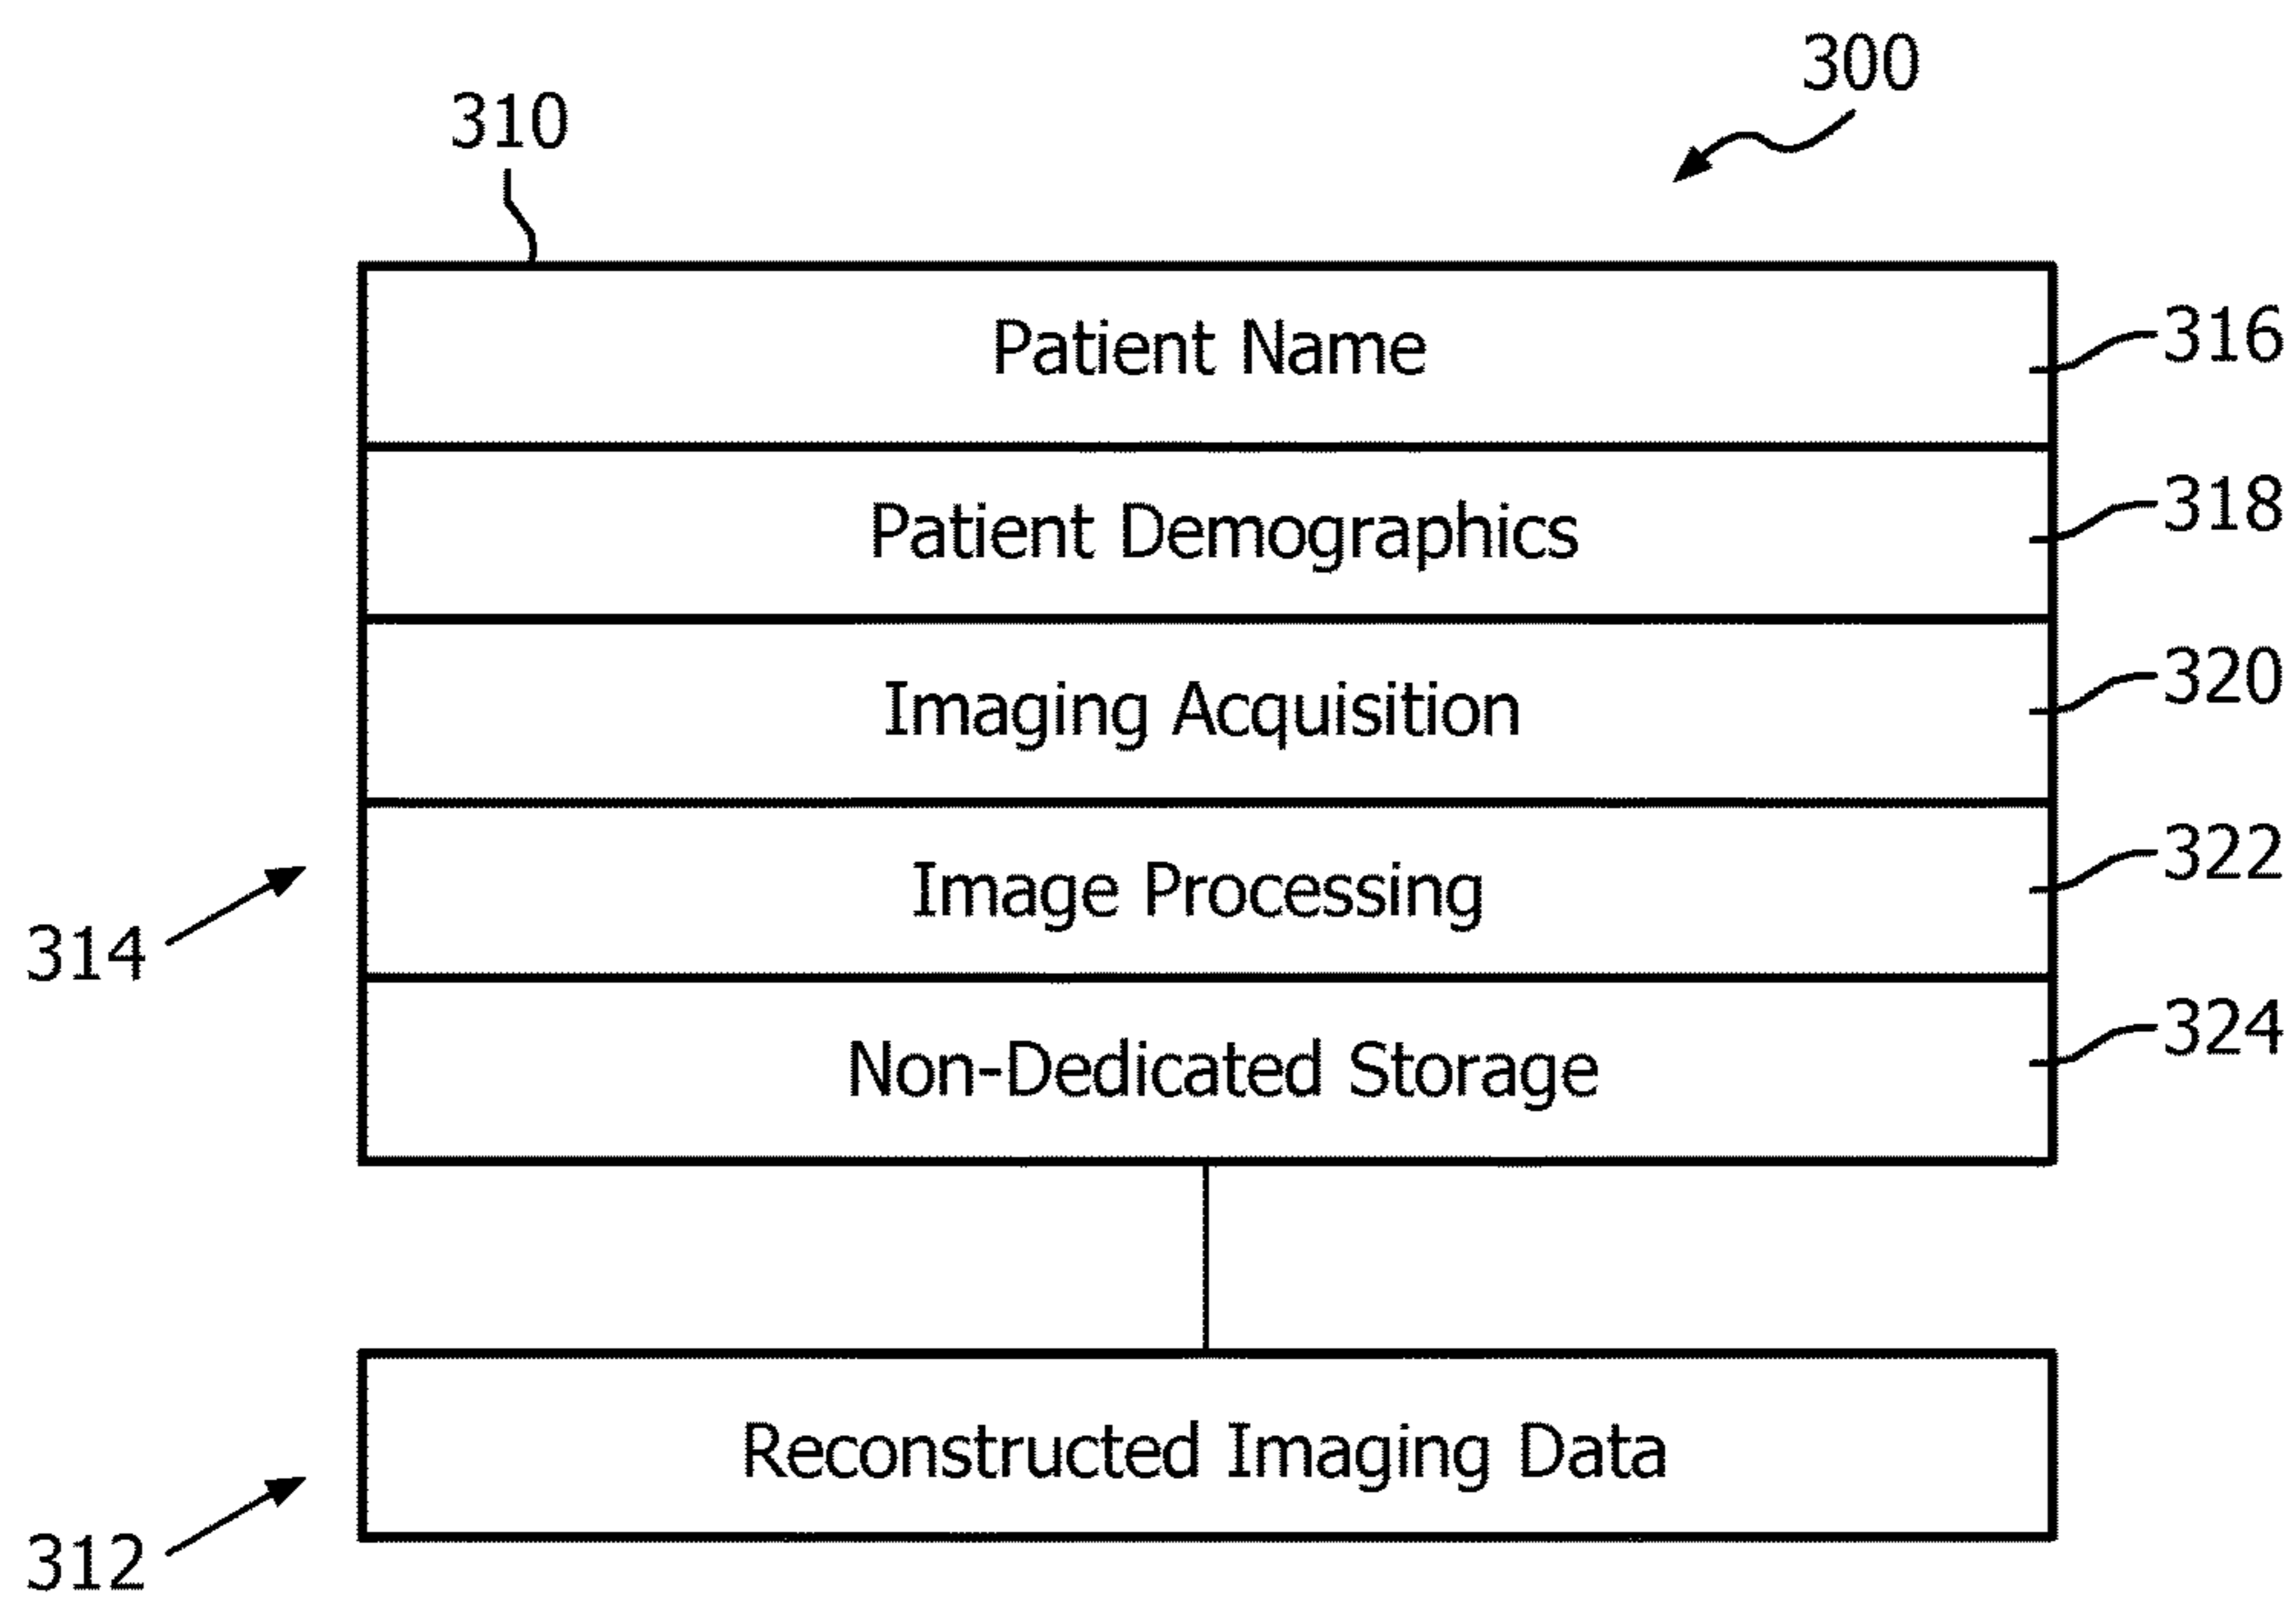 300
310
Patient Name
316
Patient Demographics
318
Imaging Acquisition
320
Image Processing
322
314
Non-Dedicated Storage
324
Reconstructed Imaging Data
312